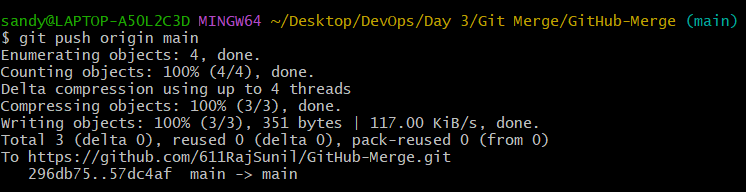 sandy@LAPTOP-A50L2C3D MINGW64 ~/Desktop/DevOps/Day 3/Git Merge/GitHub-Merge (main)
$ git push origin main
Enumerating objects: 4, done.
Counting objects: 100% (4/4), done.
Delta compression using up to 4 threads
Compressing objects: 100% (3/3), done.
Writing objects: 100% (3/3), 351 bytes | 117.00 KiB/s, done.
Total 3 (delta 0), reused 0 (delta 0), pack-reused 0 (from 0)
To https://github.com/611RajSunil/GitHub-Merge.git
   296db75..57dc4af  main -> main